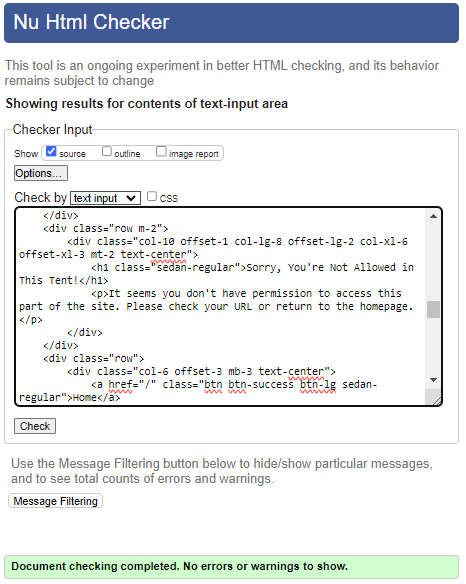 Nu Html Checker
This tool is an ongoing experiment in better HTML checking, and its behavior
remains subject to change
Showing results for contents of text-input area
Checker Input
Show source outline image report
Options...
Check by text input CSS
</div>
<div class="row m-2">
<div class="col-10 offset-1 col-lg-8 offset-lg-2 col-xl-6
offset-xl-3 mt-2 text-center">
<h1 class="sedan-regular">Sorry, You're Not Allowed in
This Tent!</h1>
<p>It seems you don't have permission to access this
part of the site. Please check your URL or return to the homepage.
</p>
</div>
</div>
<div class="row">
<div class="col-6 offset-3 mb-3 text-center">
<a href="/" class="btn btn-success btn-lg sedan-
regular">Home</a>
Check
Use the Message Filtering button below to hide/show particular messages,
and to see total counts of errors and warnings.
Message Filtering
Document checking completed. No errors or warnings to show.